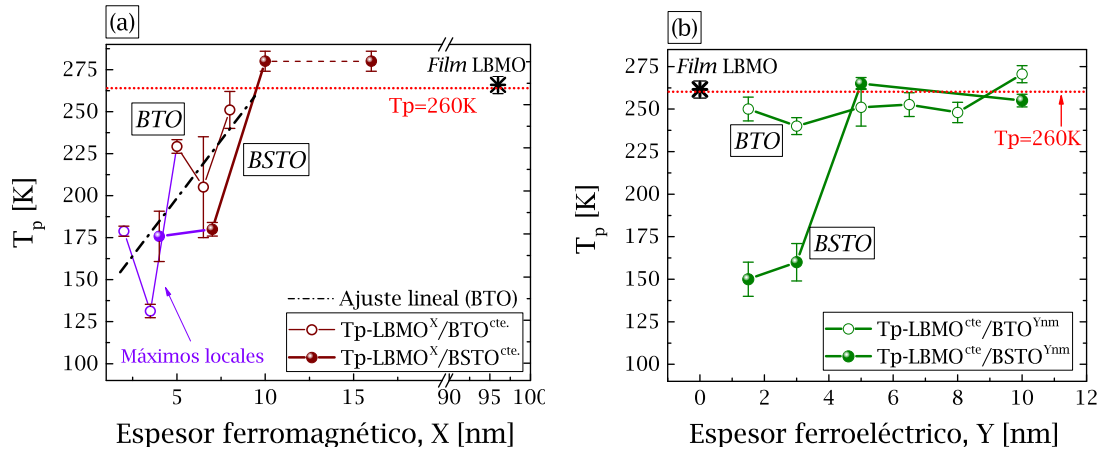 (a)
275
250
225
200
175
150
125
100
T_p [K]
BTO
BSTO
Film LBMO
Tp=260K
Ajuste lineal (BTO)
Tp-LBMO^X/BTO^cte.
Tp-LBMO^X/BSTO^cte.
Máximos locales
5 10 15 90 95 100
Espesor ferromagnético, X [nm]
(b)
275
250
225
200
175
150
125
100
T_p [K]
Film LBMO
BTO
Tp=260K
BSTO
Tp-LBMO^cte/BTO^Ynm
Tp-LBMO^cte/BSTO^Ynm
0 2 4 6 8 10 12
Espesor ferroeléctrico, Y [nm]